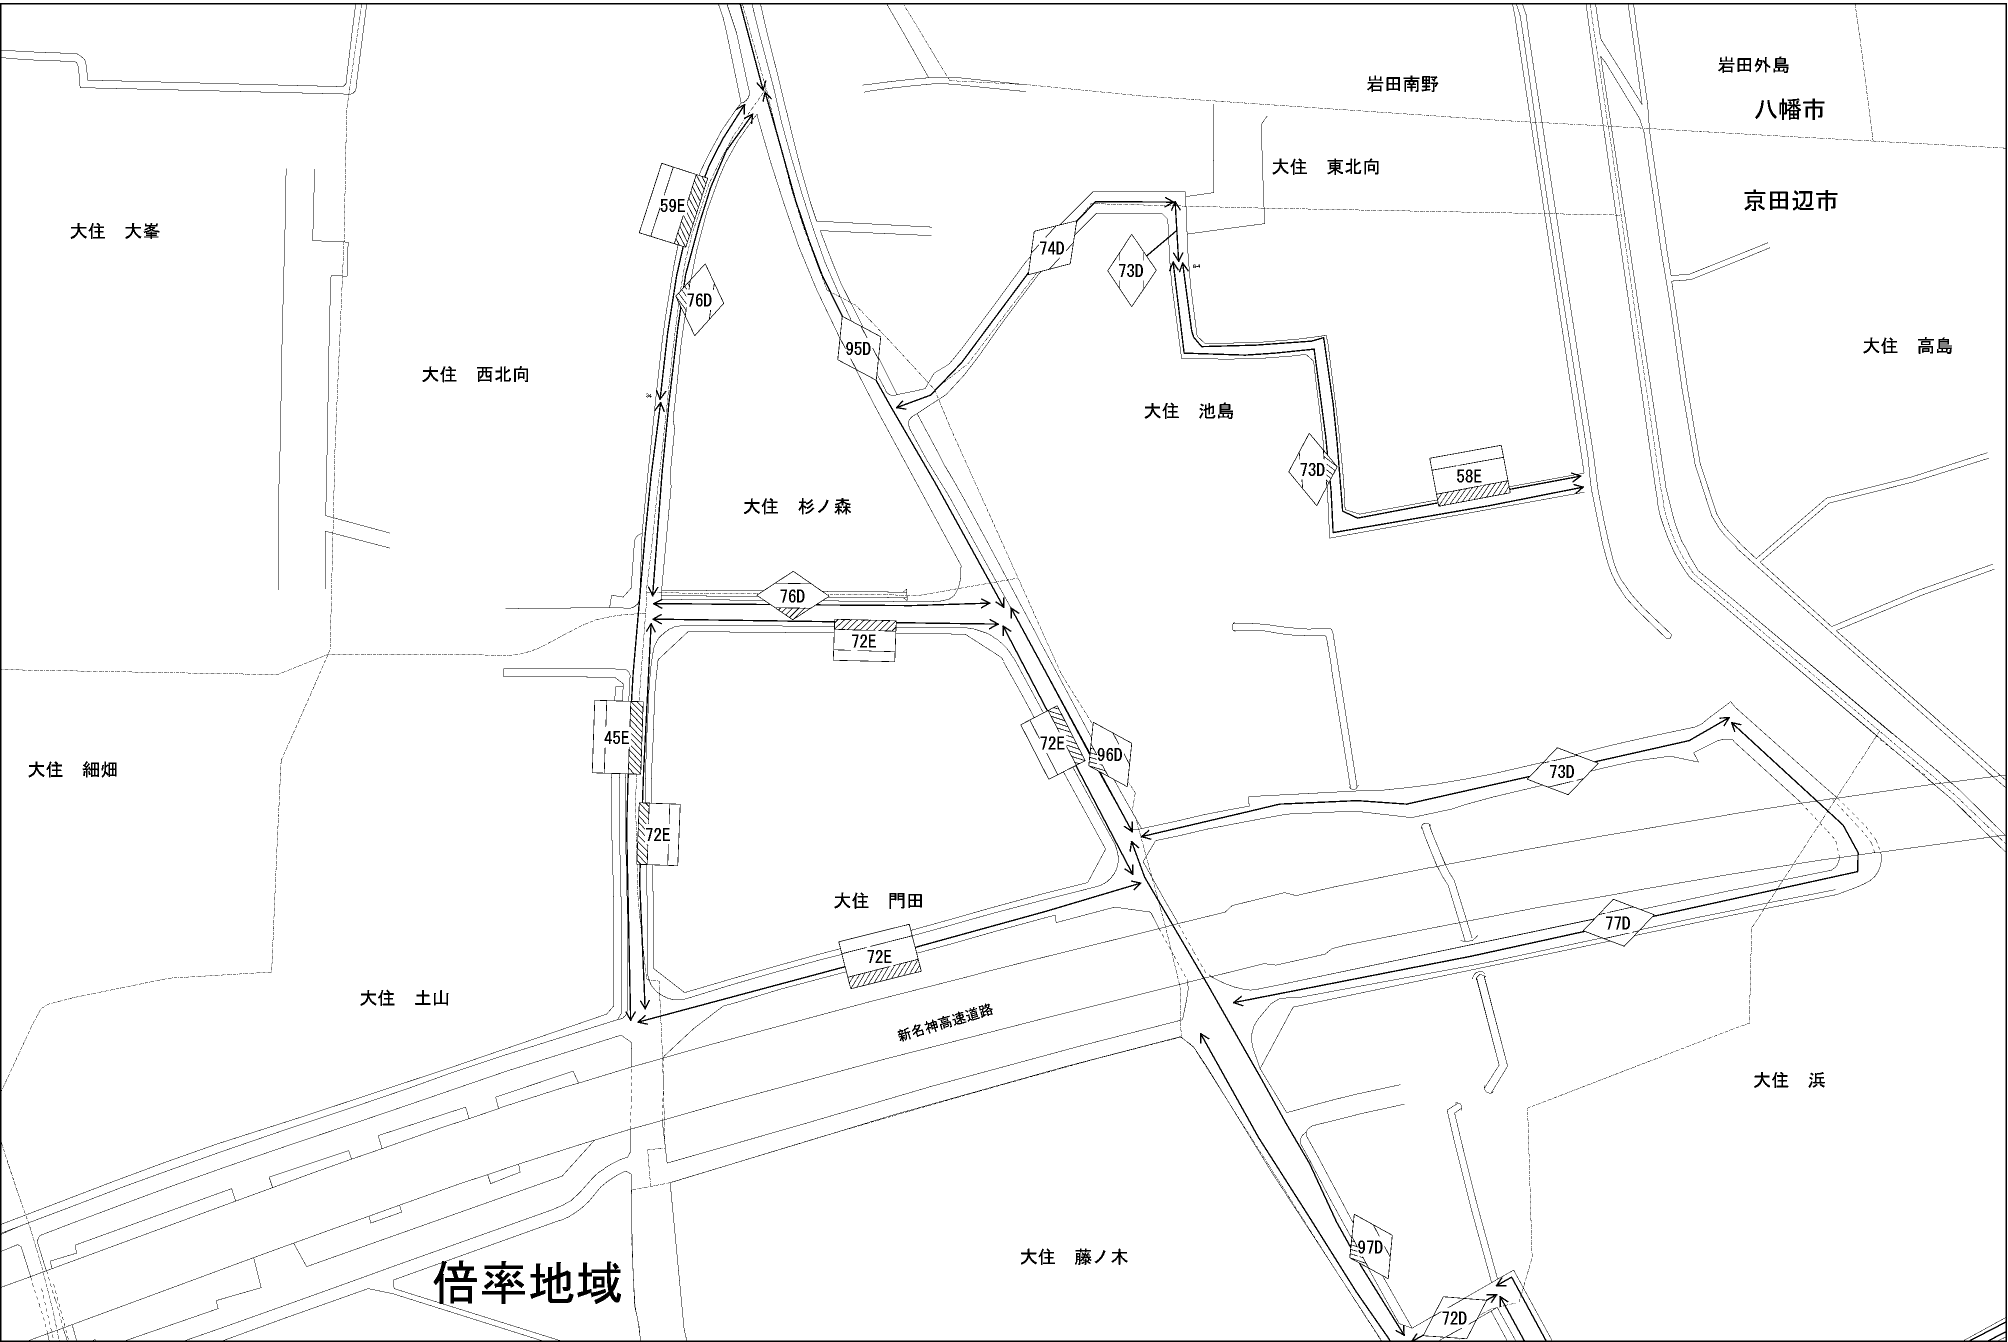 岩田外島
岩田南野
八幡市
大住　東北向
京田辺市
59E
大住　大峯
74D
73D
76D
95D
大住　高島
大住　西北向
大住　池島
73D
58E
大住　杉ノ森
76D
72E
45E
72E
96D
大住　細畑
73D
72E
大住　門田
77D
72E
大住　土山
新名神高速道路
大住　浜
97D
大住　藤ノ木
倍率地域
72D